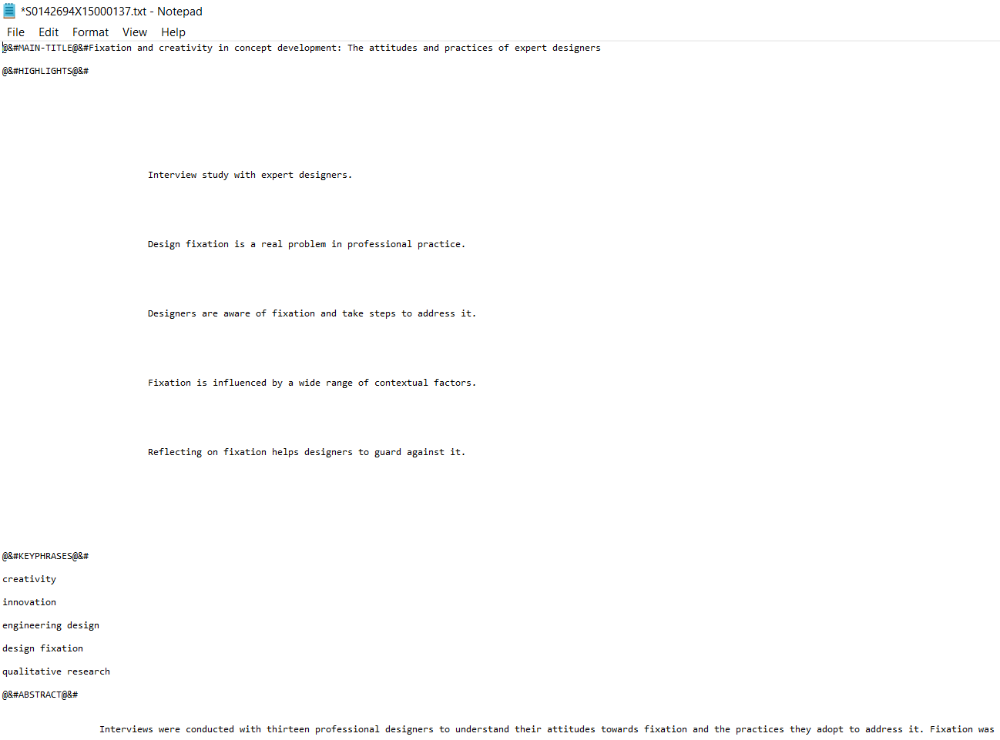 *S0142694X15000137.txt - Notepad
File Edit Format View Help
@&#MAIN-TITLE@&#Fixation and creativity in concept development: The attitudes and practices of expert designers
@&#HIGHLIGHTS@&#
Interview study with expert designers.
Design fixation is a real problem in professional practice.
Designers are aware of fixation and take steps to address it.
Fixation is influenced by a wide range of contextual factors.
Reflecting on fixation helps designers to guard against it.
@&#KEYPHRASES@&#
creativity
innovation
engineering design
design fixation
qualitative research
@&#ABSTRACT@&#
Interviews were conducted with thirteen professional designers to understand their attitudes towards fixation and the practices they adopt to address it. Fixation was